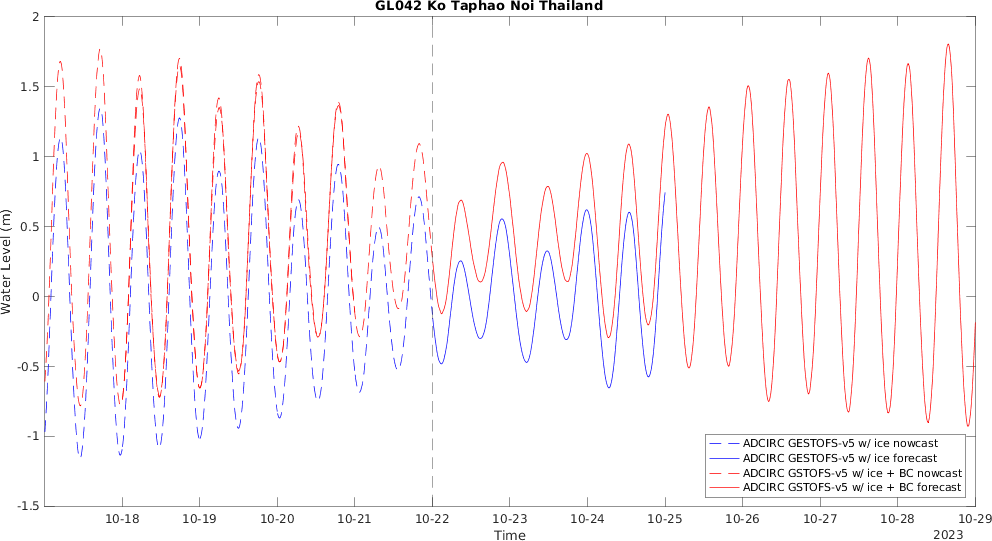 GL042 Ko Taphao Noi Thailand
Water Level (m)
2
1.5
1
0.5
0
-0.5
-1
-1.5
ADCIRC GESTOFS-v5 w/ ice nowcast
ADCIRC GESTOFS-v5 w/ ice forecast
ADCIRC GSTOFS-v5 w/ ice + BC nowcast
ADCIRC GSTOFS-v5 w/ ice + BC forecast
10-18 10-19 10-20 10-21 10-22 10-23 10-24 10-25 10-26 10-27 10-28 10-29
Time
2023